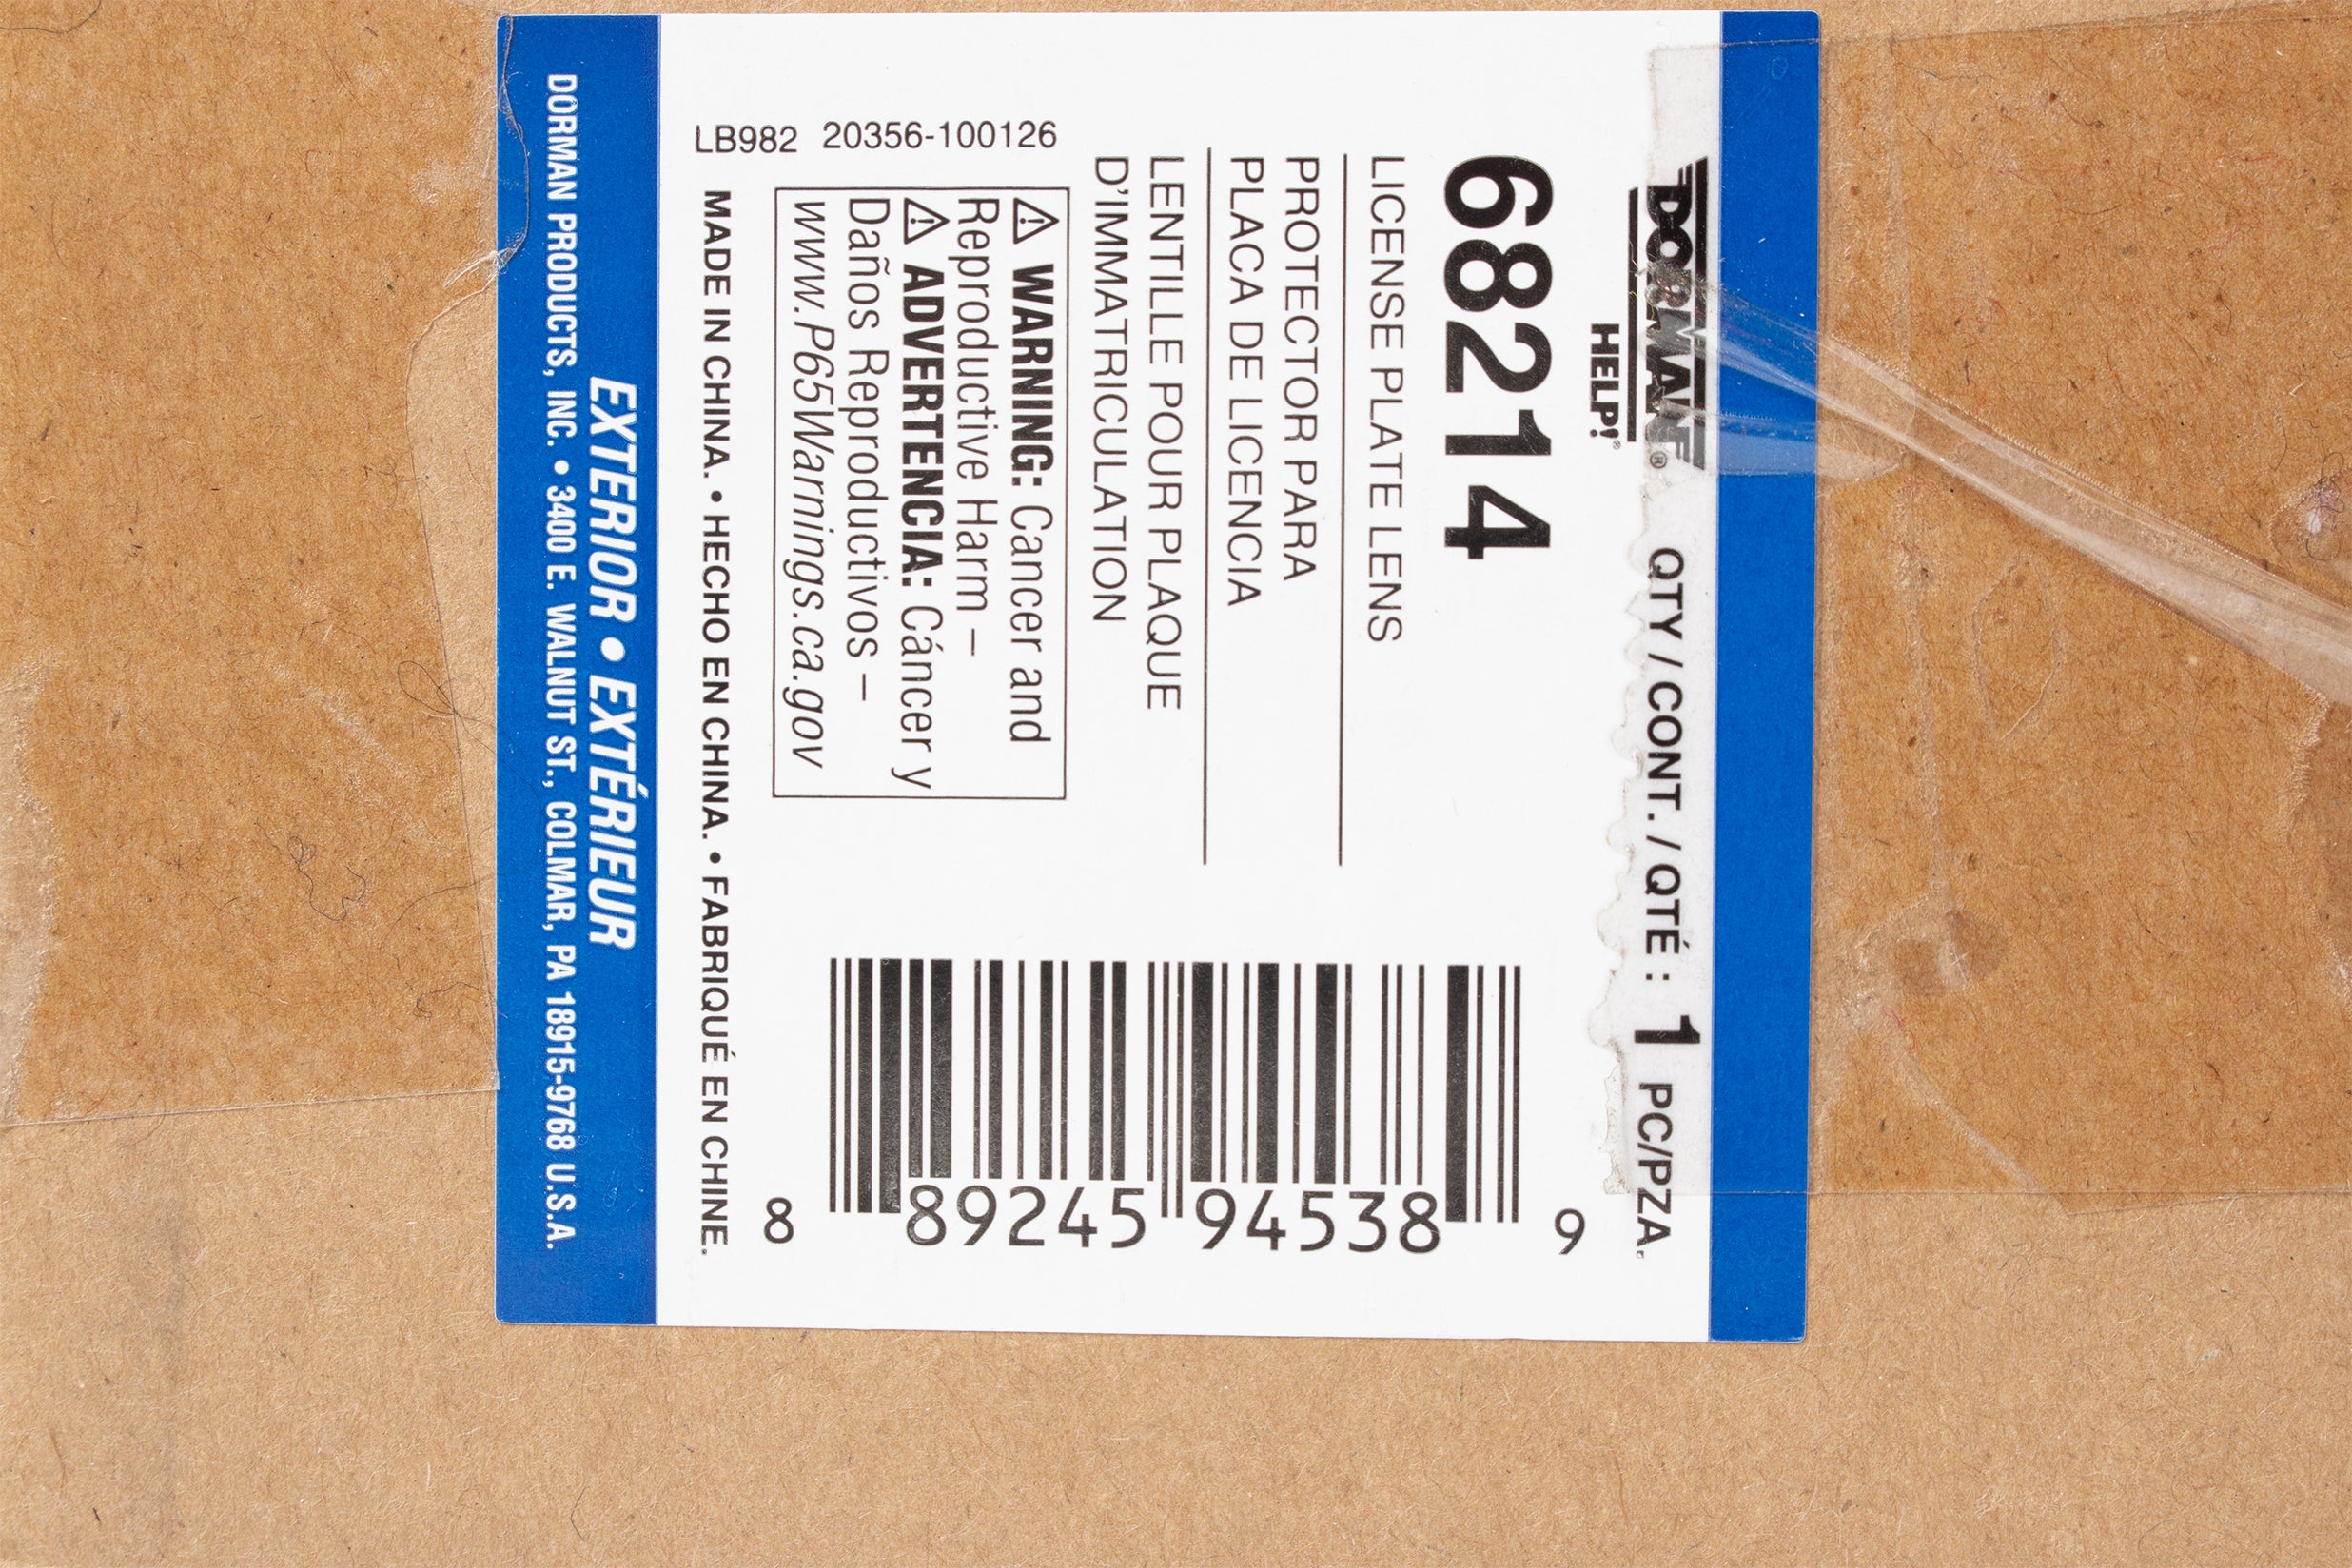 DORMAN®
HELP!®
QTY / CONT. / QTÉ : 1 PC/PZA.
68214
LICENSE PLATE LENS
PROTECTOR PARA
PLACA DE LICENCIA
LENTILLE POUR PLAQUE
D'IMMATRICULATION
⚠ WARNING: Cancer and
Reproductive Harm –
⚠ ADVERTENCIA: Cáncer y
Daños Reproductivos –
www.P65Warnings.ca.gov
LB982 20356-100126
8 89245 94538 9
MADE IN CHINA. • HECHO EN CHINA. • FABRIQUÉ EN CHINE.
EXTERIOR • EXTÉRIEUR
DORMAN PRODUCTS, INC. • 3400 E. WALNUT ST., COLMAR, PA 18915-9768 U.S.A.